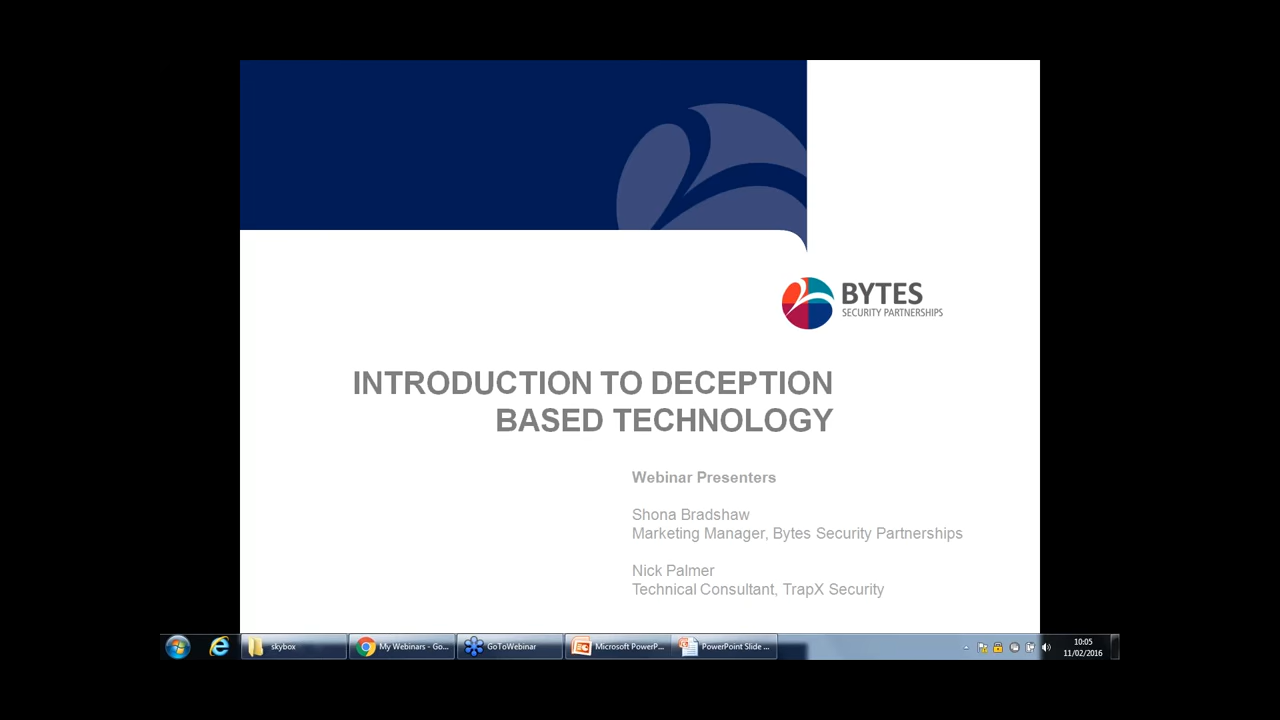 BYTES
SECURITY PARTNERSHIPS
INTRODUCTION TO DECEPTION
BASED TECHNOLOGY
Webinar Presenters
Shona Bradshaw
Marketing Manager, Bytes Security Partnerships
Nick Palmer
Technical Consultant, TrapX Security
skybox
My Webinars - Go...
GoToWebinar
Microsoft PowerP...
PowerPoint Slide ...
10:05
11/02/2016